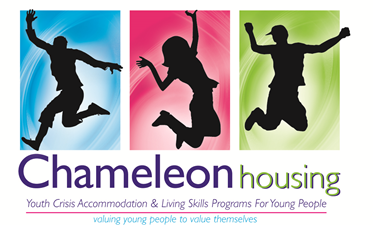 Chameleon housing
Youth Crisis Accommodation & Living Skills Programs For Young People
valuing young people to value themselves